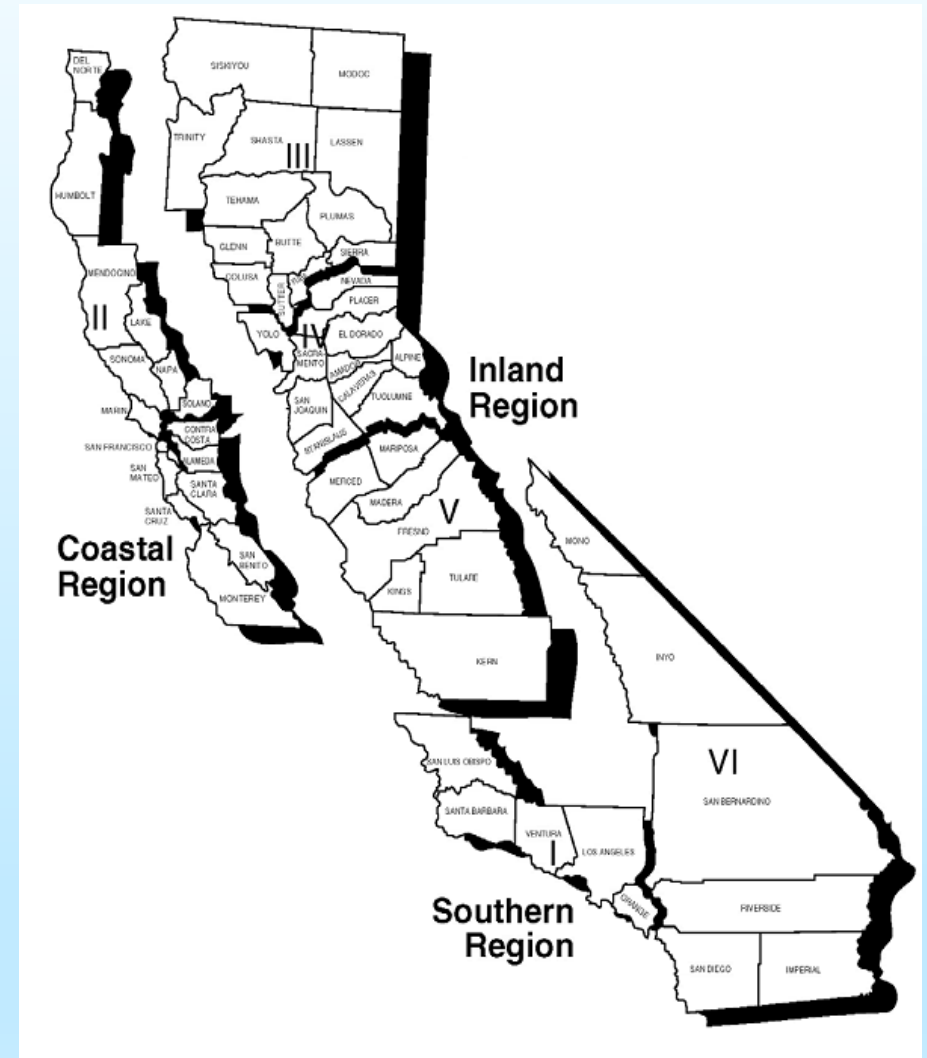 DEL
NORTE
HUMBOLT
MENDOCINO
II
LAKE
SONOMA
NAPA
MARIN
SOLANO
CONTRA
COSTA
SAN FRANCISCO
ALAMEDA
SAN
MATEO
SANTA
CLARA
SANTA
CRUZ
SAN
BENITO
MONTEREY
Coastal
Region
SISKIYOU
MODOC
TRINITY
SHASTA
III
LASSEN
TEHAMA
PLUMAS
GLENN
BUTTE
SIERRA
COLUSA
SUTTER
NEVADA
PLACER
YOLO
IV
EL DORADO
SACRA-
MENTO
AMADOR
ALPINE
CALAVERAS
SAN
JOAQUIN
TUOLUMNE
STANISLAUS
MARIPOSA
MERCED
MADERA
V
FRESNO
KINGS
TULARE
KERN
Inland
Region
MONO
INYO
VI
SAN BERNARDINO
SAN LUIS OBISPO
SANTA BARBARA
VENTURA
I
LOS ANGELES
ORANGE
RIVERSIDE
SAN DIEGO
IMPERIAL
Southern
Region